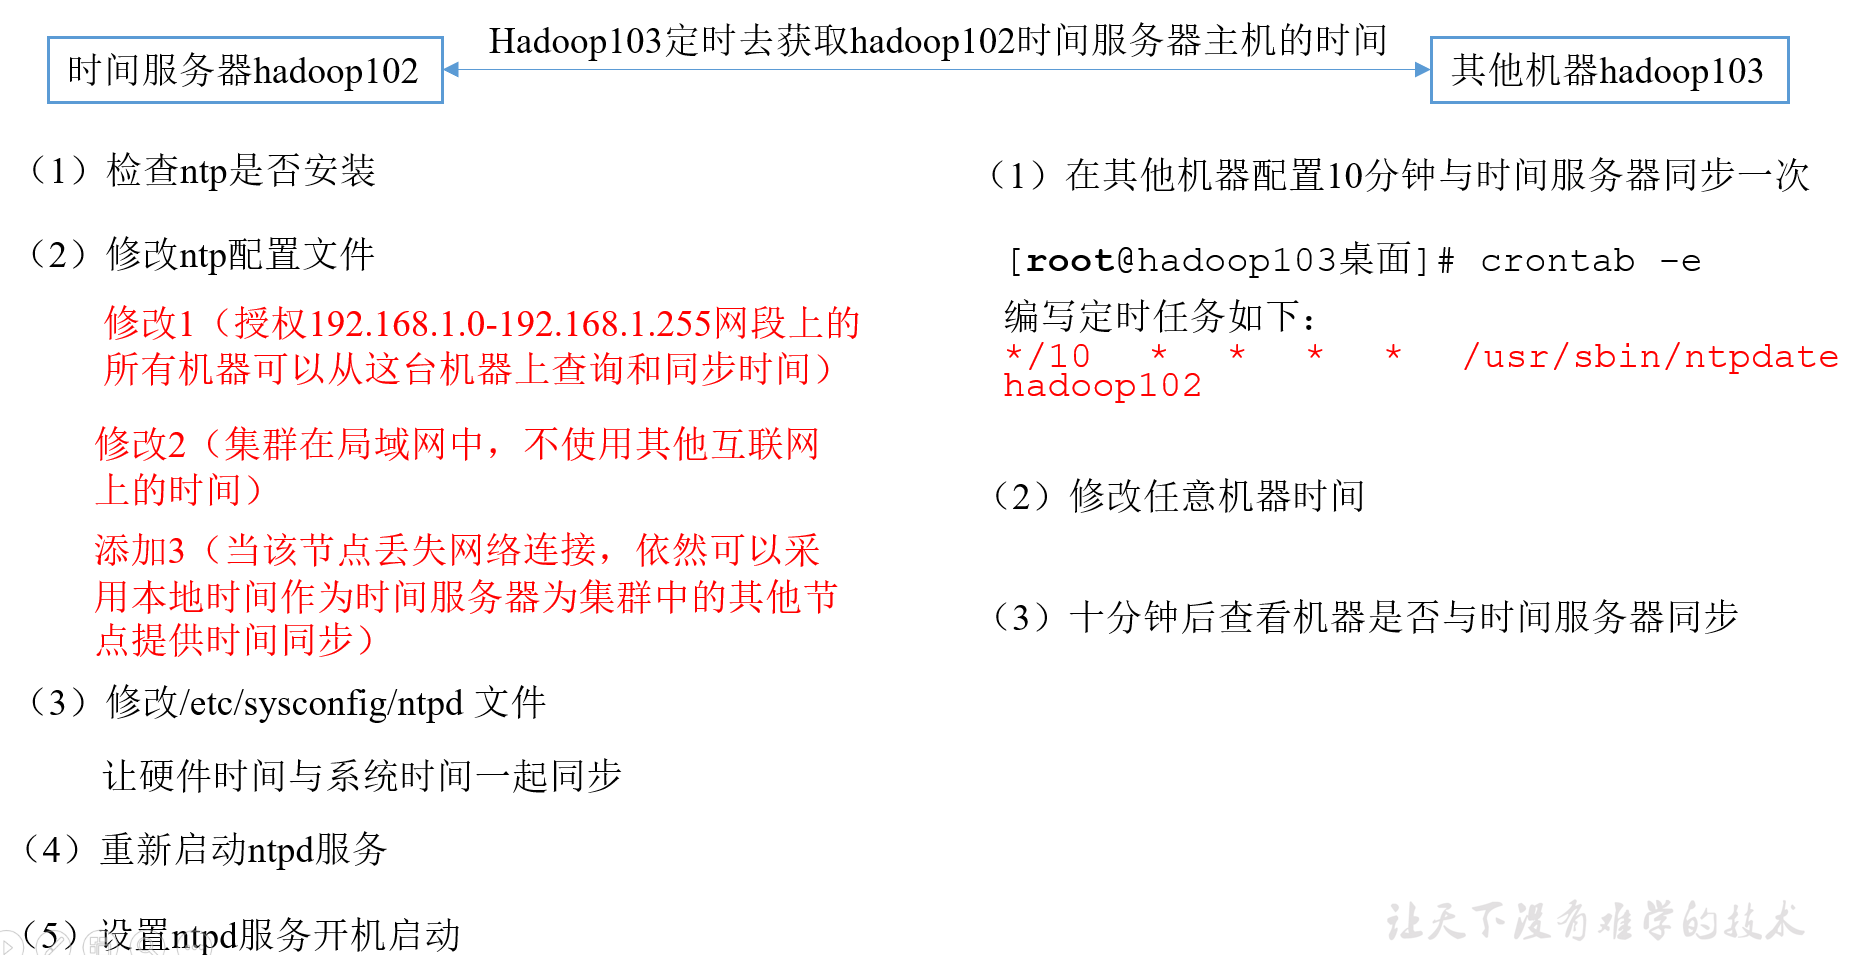 Hadoop103定时去获取hadoop102时间服务器主机的时间
时间服务器hadoop102
其他机器hadoop103
（1）检查ntp是否安装
（2）修改ntp配置文件
修改1（授权192.168.1.0-192.168.1.255网段上的
所有机器可以从这台机器上查询和同步时间）
修改2（集群在局域网中，不使用其他互联网
上的时间）
添加3（当该节点丢失网络连接，依然可以采
用本地时间作为时间服务器为集群中的其他节
点提供时间同步）
（3）修改/etc/sysconfig/ntpd 文件
让硬件时间与系统时间一起同步
（4）重新启动ntpd服务
（5）设置ntpd服务开机启动
（1）在其他机器配置10分钟与时间服务器同步一次
[root@hadoop103桌面]# crontab -e
编写定时任务如下：
*/10 * * * * /usr/sbin/ntpdate
hadoop102
（2）修改任意机器时间
（3）十分钟后查看机器是否与时间服务器同步
让天下没有难学的技术